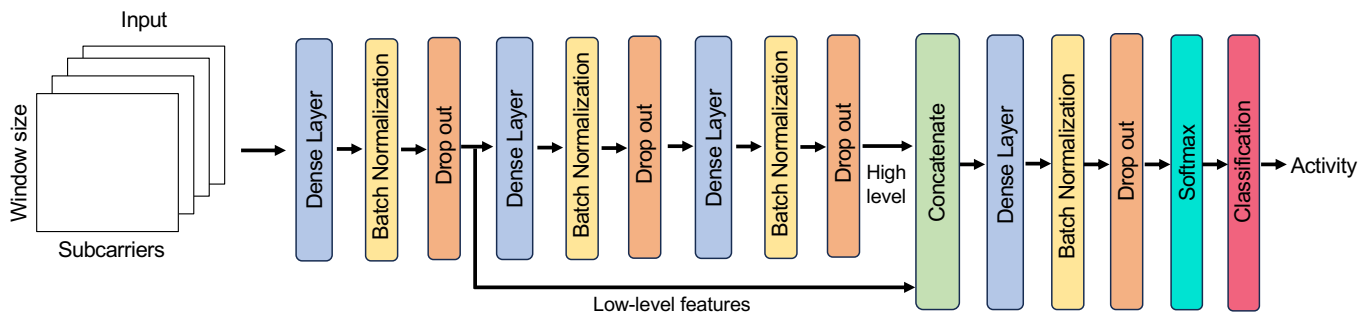 Input
Window size
Subcarriers
Dense Layer
Batch Normalization
Drop out
Dense Layer
Batch Normalization
Drop out
Dense Layer
Batch Normalization
Drop out
High
level
Low-level features
Concatenate
Dense Layer
Batch Normalization
Drop out
Softmax
Classification
Activity